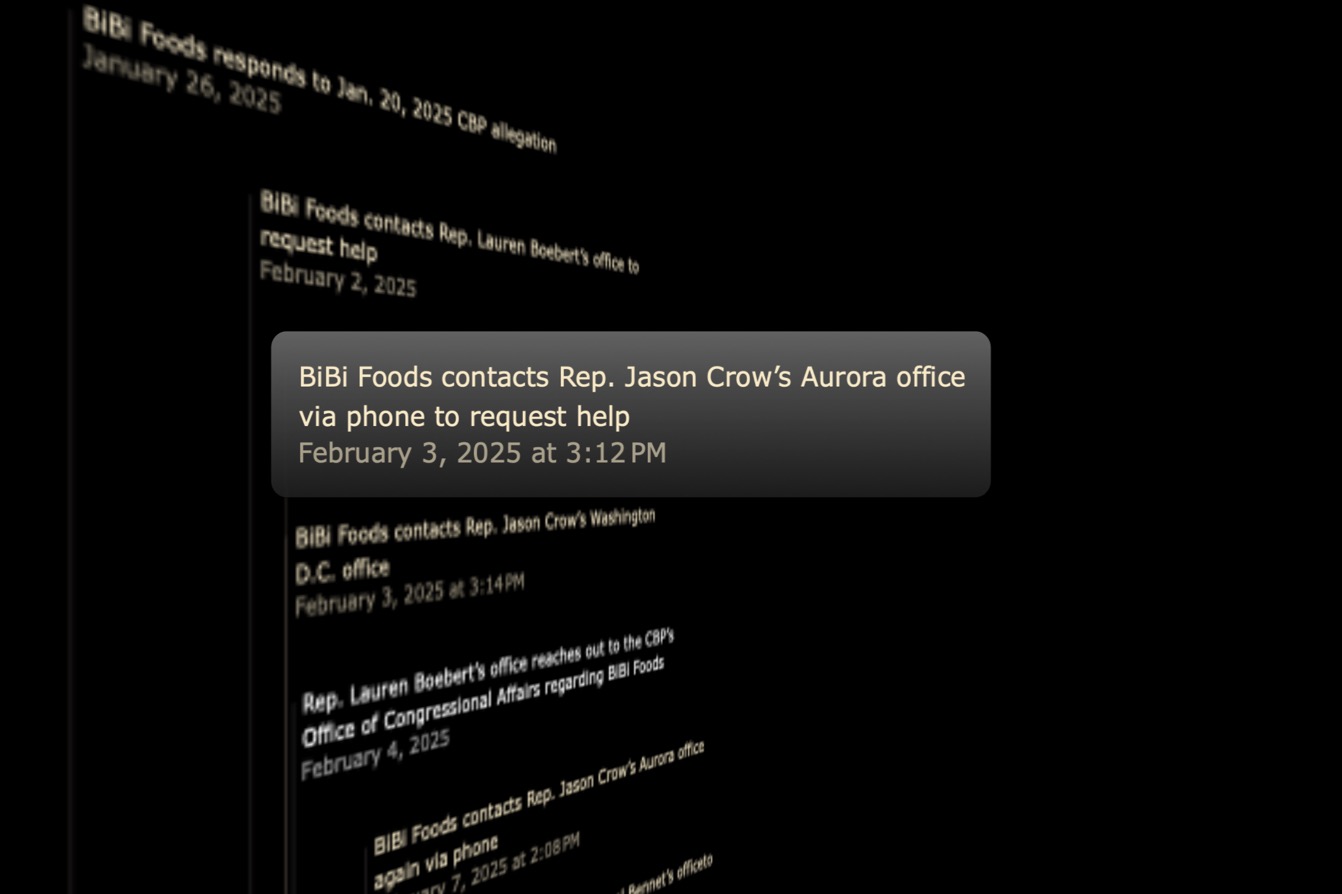 BiBi Foods responds to Jan. 20, 2025 CBP allegation
January 26, 2025
BiBi Foods contacts Rep. Lauren Boebert’s office to
request help
February 2, 2025
BiBi Foods contacts Rep. Jason Crow’s Aurora office
via phone to request help
February 3, 2025 at 3:12 PM
BiBi Foods contacts Rep. Jason Crow’s Washington
D.C. office
February 3, 2025 at 3:14 PM
Rep. Lauren Boebert’s office reaches out to the CBP’s
Office of Congressional Affairs regarding BiBi Foods
February 4, 2025
BiBi Foods contacts Rep. Jason Crow’s Aurora office
again via phone
7, 2025 at 2:08 PM
Bennet’s officeto